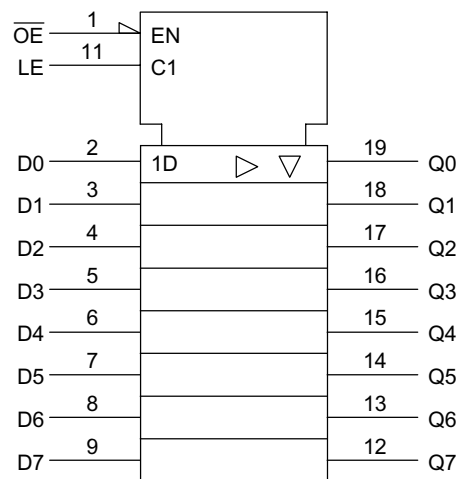 O̅E̅ 1 EN
LE 11 C1
D0 2 1D 19 Q0
D1 3 18 Q1
D2 4 17 Q2
D3 5 16 Q3
D4 6 15 Q4
D5 7 14 Q5
D6 8 13 Q6
D7 9 12 Q7